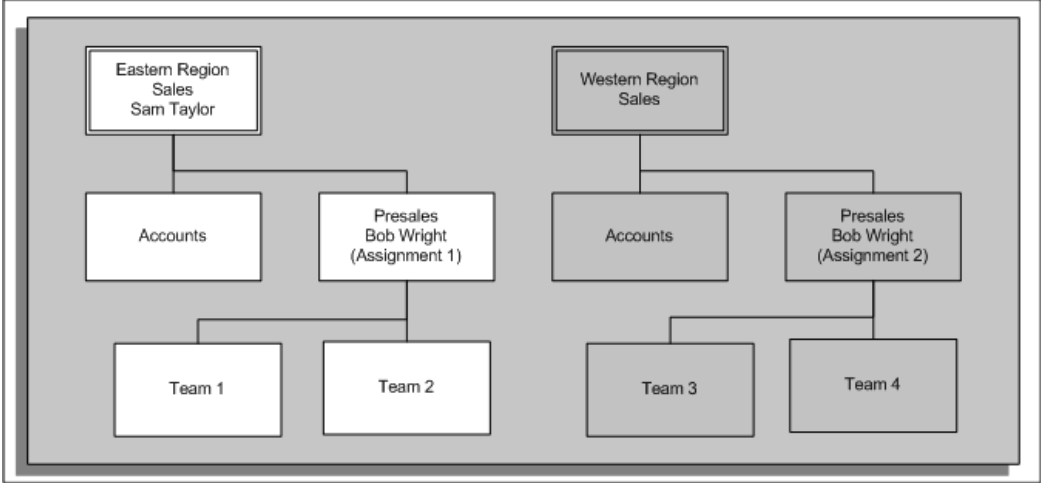 Eastern Region
Sales
Sam Taylor
Western Region
Sales
Accounts
Presales
Bob Wright
(Assignment 1)
Accounts
Presales
Bob Wright
(Assignment 2)
Team 1
Team 2
Team 3
Team 4